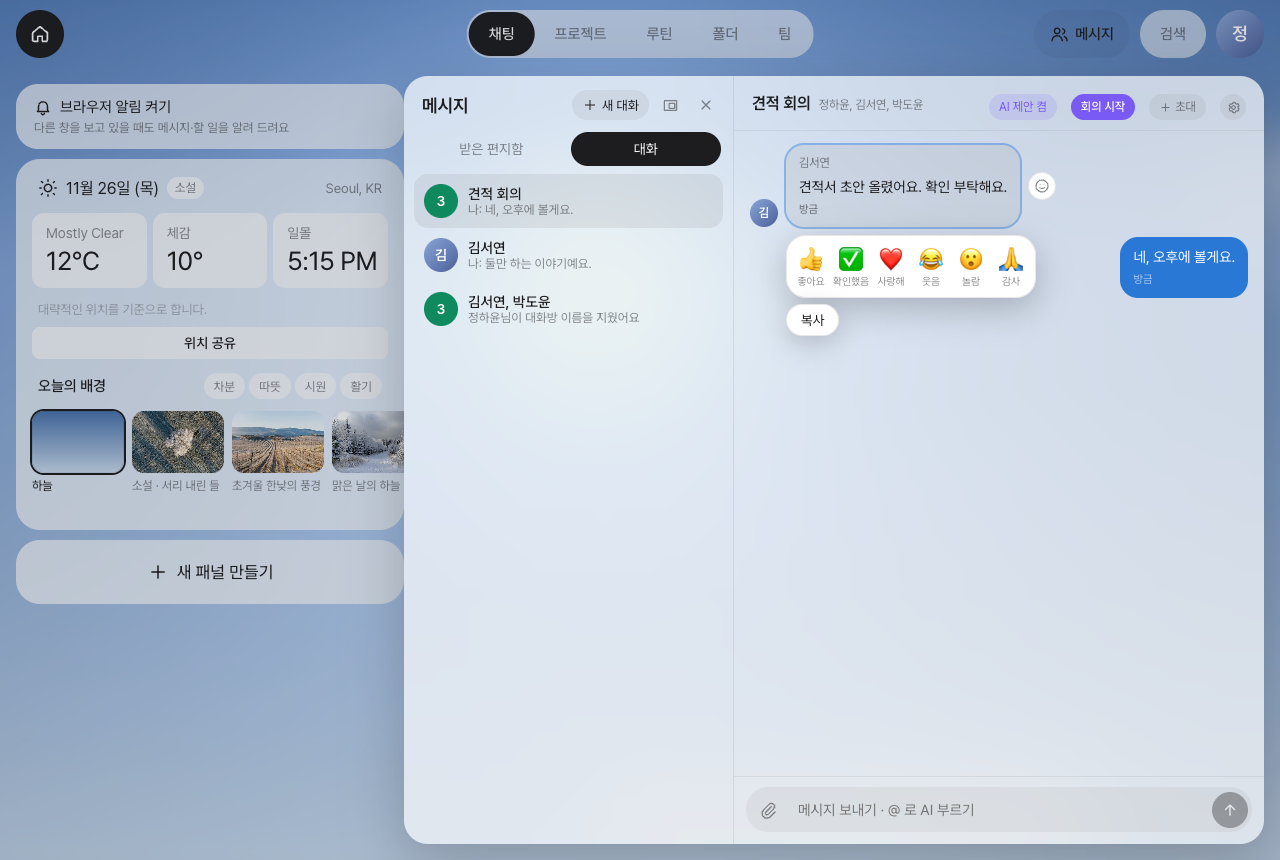 채팅
프로젝트
루틴
폴더
팀
메시지
검색
정
브라우저 알림 켜기
다른 창을 보고 있을 때도 메시지·할 일을 알려 드려요
11월 26일 (목)
소설
Seoul, KR
Mostly Clear
12°C
체감
10°
일몰
5:15 PM
대략적인 위치를 기준으로 합니다.
위치 공유
오늘의 배경
차분
따뜻
시원
활기
하늘
소설 · 서리 내린 들
초겨울 한낮의 풍경
맑은 날의 하늘
새 패널 만들기
메시지
새 대화
받은 편지함
대화
3
견적 회의
나: 네, 오후에 볼게요.
김
김서연
나: 둘만 하는 이야기예요.
3
김서연, 박도윤
정하윤님이 대화방 이름을 지웠어요
견적 회의
정하윤, 김서연, 박도윤
AI 제안 켬
회의 시작
초대
김서연
견적서 초안 올렸어요. 확인 부탁해요.
방금
김
좋아요
확인했음
사랑해
웃음
놀람
감사
복사
네, 오후에 볼게요.
방금
메시지 보내기 · @ 로 AI 부르기